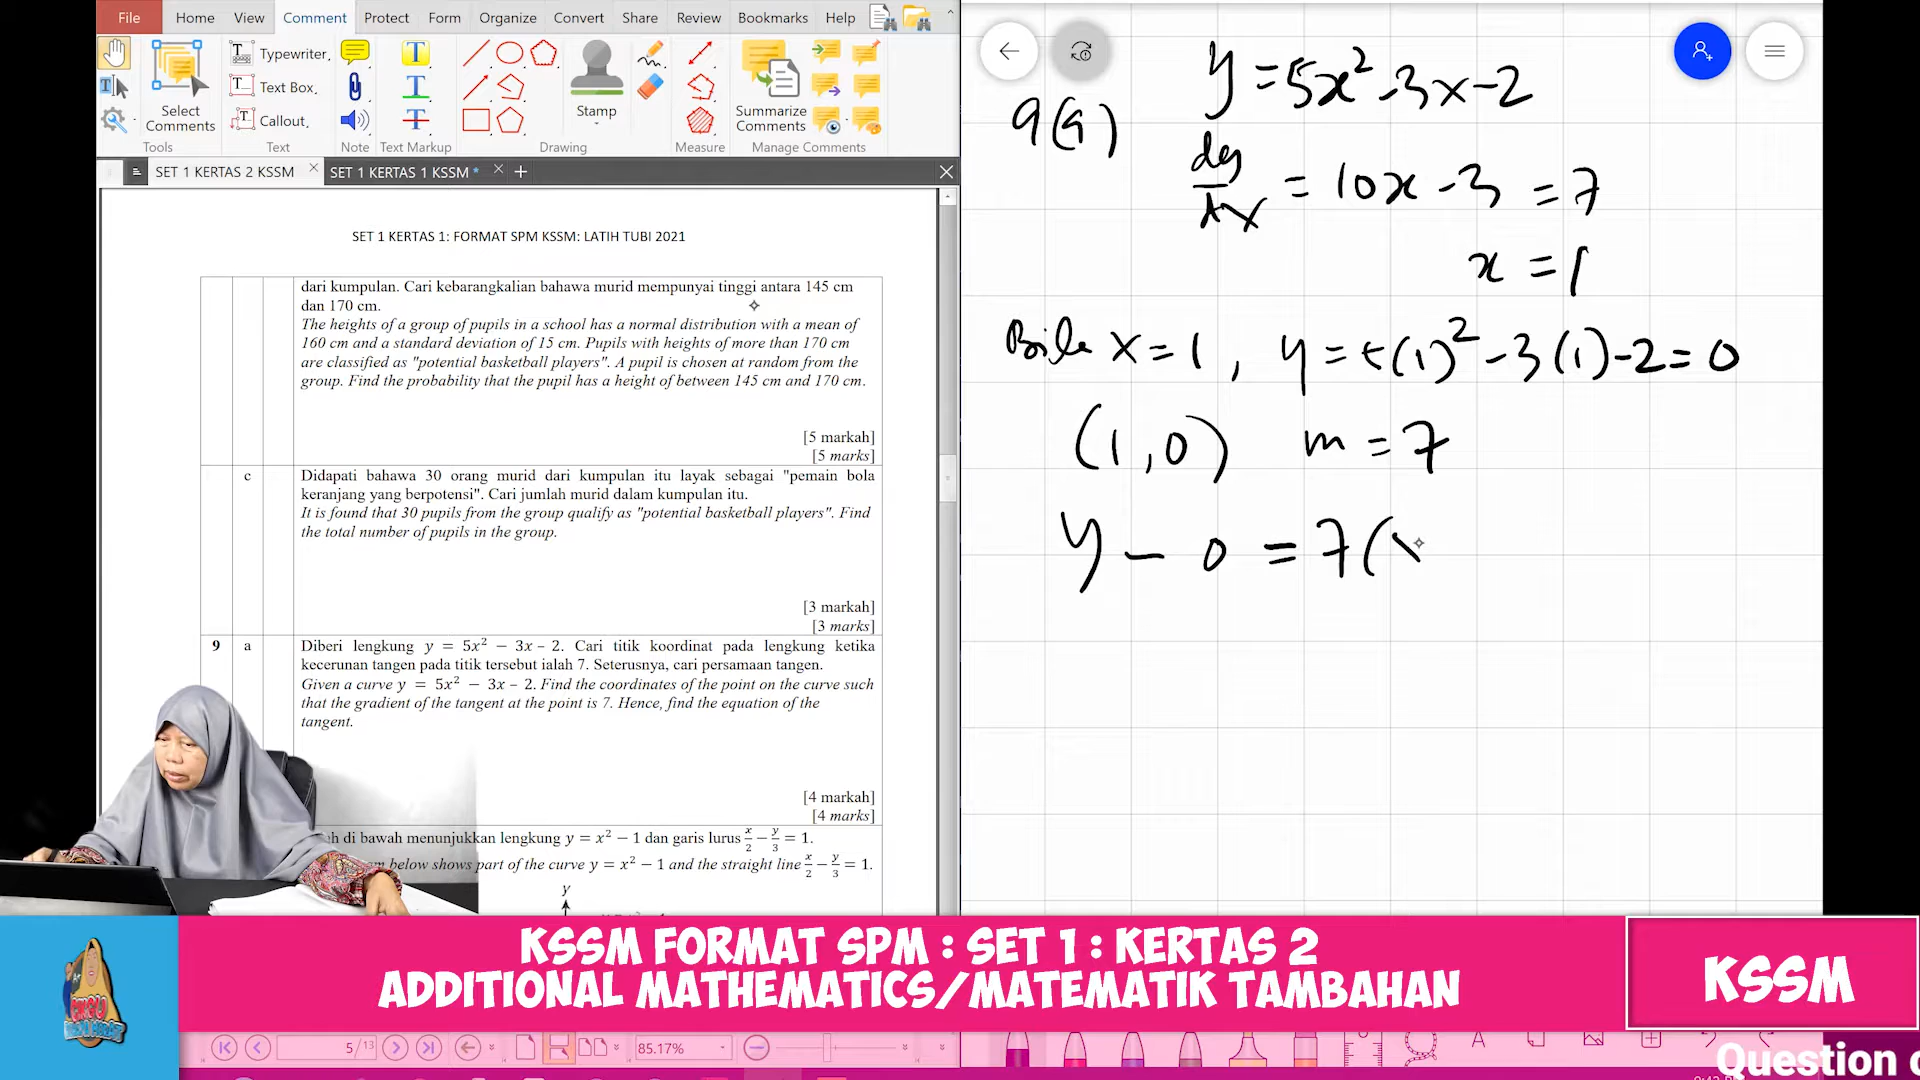 File Home View Comment Protect Form Organize Convert Share Review Bookmarks Help
Typewriter
Text Box
Callout
Select Comments
Stamp
Summarize Comments
Tools Text Note Text Markup Drawing Measure Manage Comments
SET 1 KERTAS 2 KSSM SET 1 KERTAS 1 KSSM *
SET 1 KERTAS 1: FORMAT SPM KSSM: LATIH TUBI 2021
dari kumpulan. Cari kebarangkalian bahawa murid mempunyai tinggi antara 145 cm
dan 170 cm.
The heights of a group of pupils in a school has a normal distribution with a mean of
160 cm and a standard deviation of 15 cm. Pupils with heights of more than 170 cm
are classified as "potential basketball players". A pupil is chosen at random from the
group. Find the probability that the pupil has a height of between 145 cm and 170 cm.
[5 markah]
[5 marks]
c Didapati bahawa 30 orang murid dari kumpulan itu layak sebagai "pemain bola
keranjang yang berpotensi". Cari jumlah murid dalam kumpulan itu.
It is found that 30 pupils from the group qualify as "potential basketball players". Find
the total number of pupils in the group.
[3 markah]
[3 marks]
9 a Diberi lengkung y = 5x² − 3x – 2. Cari titik koordinat pada lengkung ketika
kecerunan tangen pada titik tersebut ialah 7. Seterusnya, cari persamaan tangen.
Given a curve y = 5x² − 3x – 2. Find the coordinates of the point on the curve such
that the gradient of the tangent at the point is 7. Hence, find the equation of the
tangent.
[4 markah]
[4 marks]
di bawah menunjukkan lengkung y = x² − 1 dan garis lurus x/2 − y/3 = 1.
below shows part of the curve y = x² − 1 and the straight line x/2 − y/3 = 1.
y
9(a) y = 5x² - 3x - 2
dy/dx = 10x - 3 = 7
x = 1
Bila x = 1, y = 5(1)² - 3(1) - 2 = 0
(1, 0) m = 7
y - 0 = 7(
KSSM FORMAT SPM : SET 1 : KERTAS 2
ADDITIONAL MATHEMATICS/MATEMATIK TAMBAHAN
KSSM
5 /13 85.17%
Question